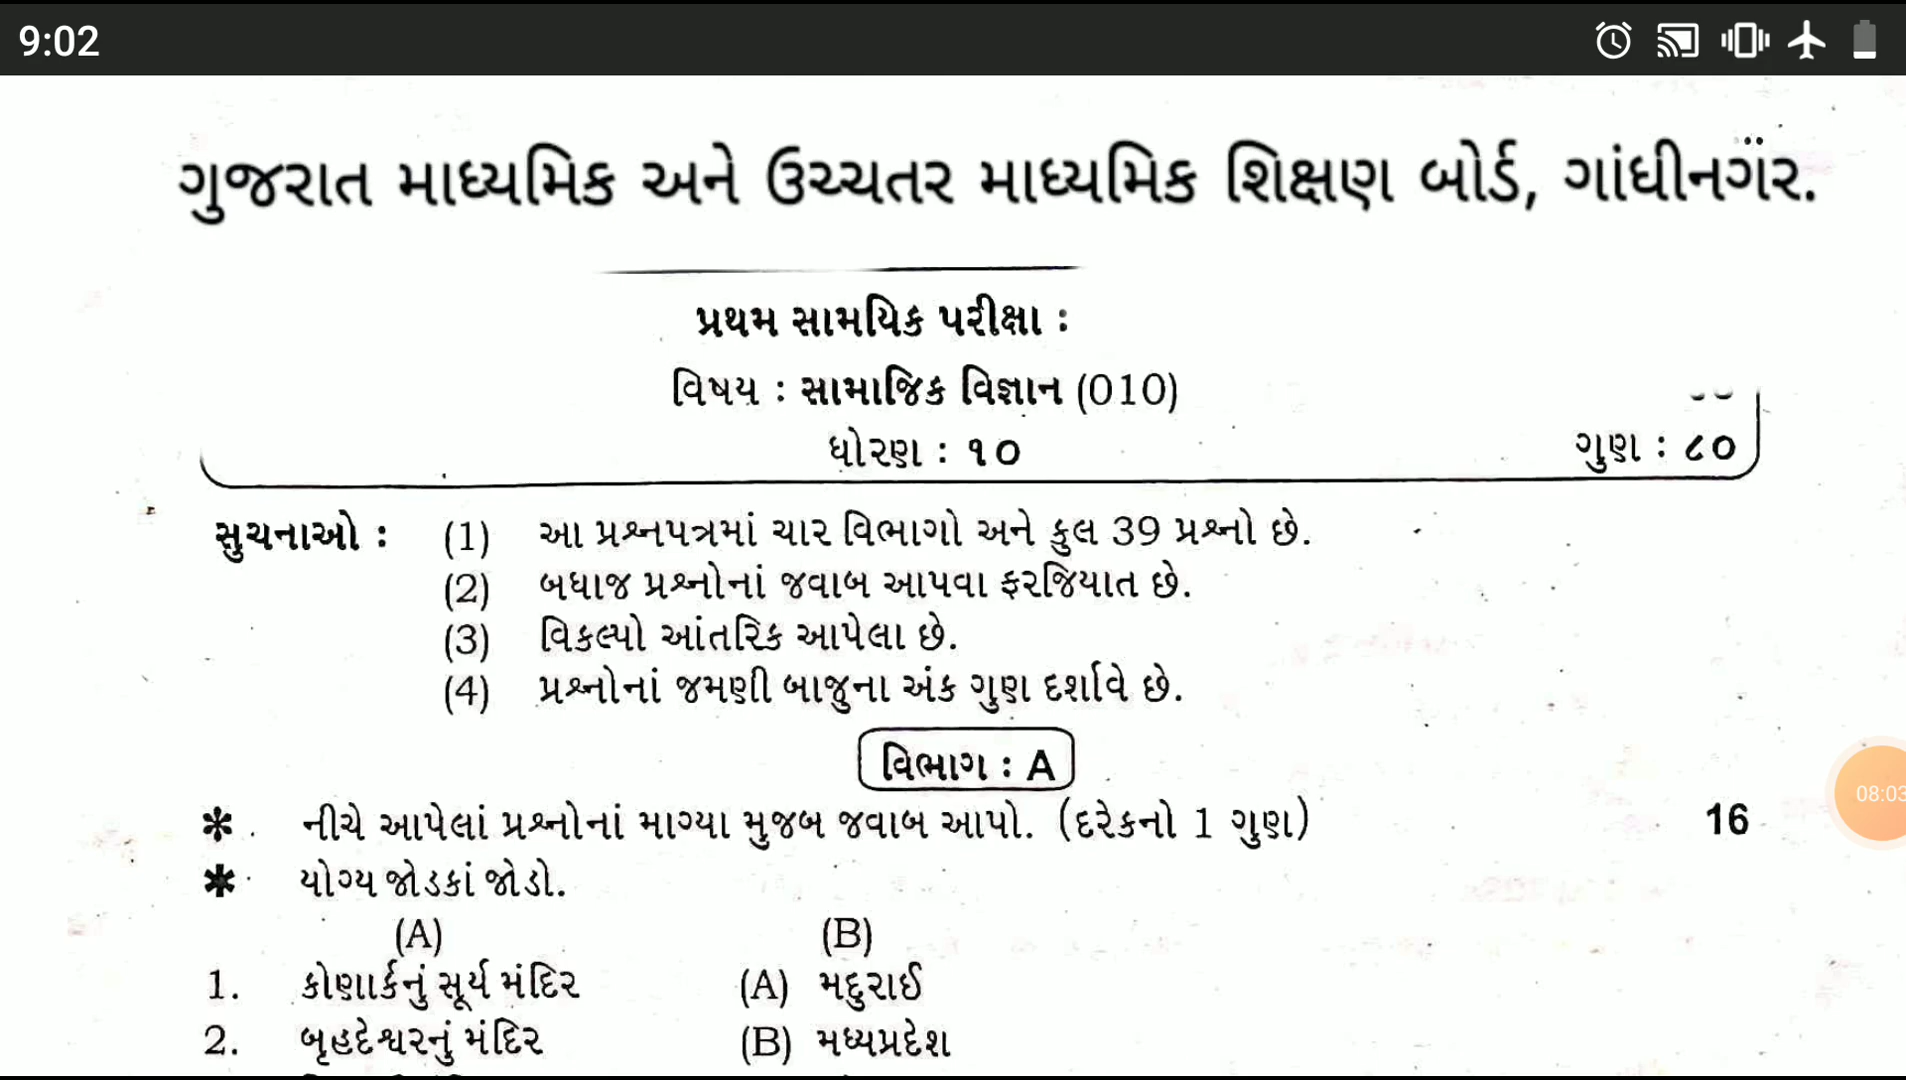 9:02
ગુજરાત માધ્યમિક અને ઉચ્ચતર માધ્યમિક શિક્ષણ બોર્ડ, ગાંધીનગર.
પ્રથમ સામયિક પરીક્ષા :
વિષય : સામાજિક વિજ્ઞાન (010)
ધોરણ : ૧૦
ગુણ : ૮૦
સુચનાઓ : (1) આ પ્રશ્નપત્રમાં ચાર વિભાગો અને કુલ 39 પ્રશ્નો છે.
(2) બધાજ પ્રશ્નોનાં જવાબ આપવા ફરજિયાત છે.
(3) વિકલ્પો આંતરિક આપેલા છે.
(4) પ્રશ્નોનાં જમણી બાજુના અંક ગુણ દર્શાવે છે.
વિભાગ : A
* નીચે આપેલાં પ્રશ્નોનાં માગ્યા મુજબ જવાબ આપો. (દરેકનો 1 ગુણ) 16
08:03
* યોગ્ય જોડકાં જોડો.
(A) (B)
1. કોણાર્કનું સૂર્ય મંદિર (A) મદુરાઈ
2. બૃહદેશ્વરનું મંદિર (B) મધ્યપ્રદેશ